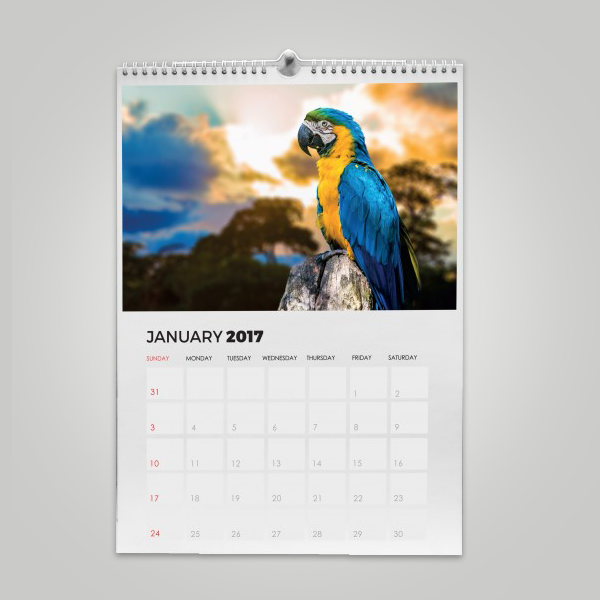 JANUARY 2017
SUNDAY MONDAY TUESDAY WEDNESDAY THURSDAY FRIDAY SATURDAY
31 1 2
3 4 5 6 7 8 9
10 11 12 13 14 15 16
17 18 19 20 21 22 23
24 25 26 27 28 29 30